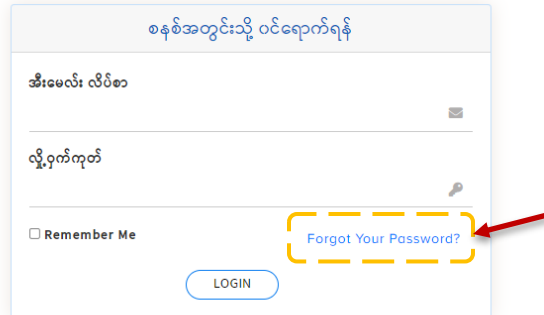 စနစ်အတွင်းသို့ ဝင်ရောက်ရန်
အီးမေလ်း လိပ်စာ
လျှို့ဝှက်ကုတ်
Remember Me
Forgot Your Password?
LOGIN